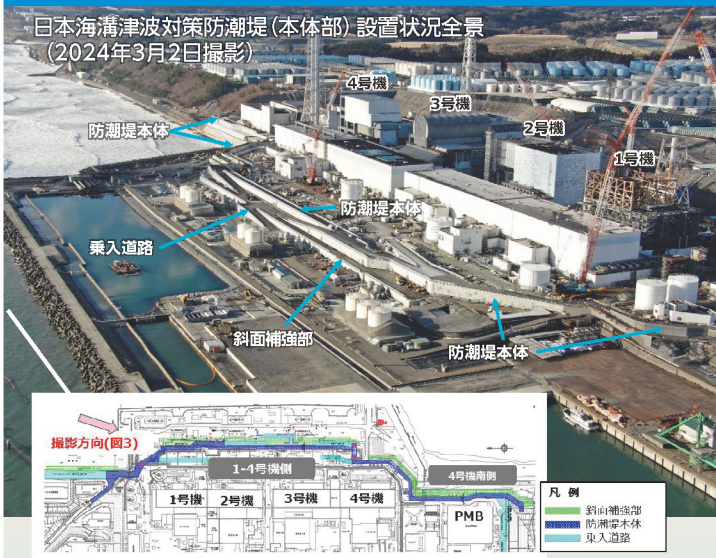 日本海溝津波対策防潮堤(本体部)設置状況全景
(2024年3月2日撮影)
4号機
3号機
2号機
1号機
防潮堤本体
防潮堤本体
乗入道路
斜面補強部
防潮堤本体
撮影方向(図3)
1-4号機側
4号機南側
1号機
2号機
3号機
4号機
PMB
凡 例
斜面補強部
防潮堤本体
乗入道路